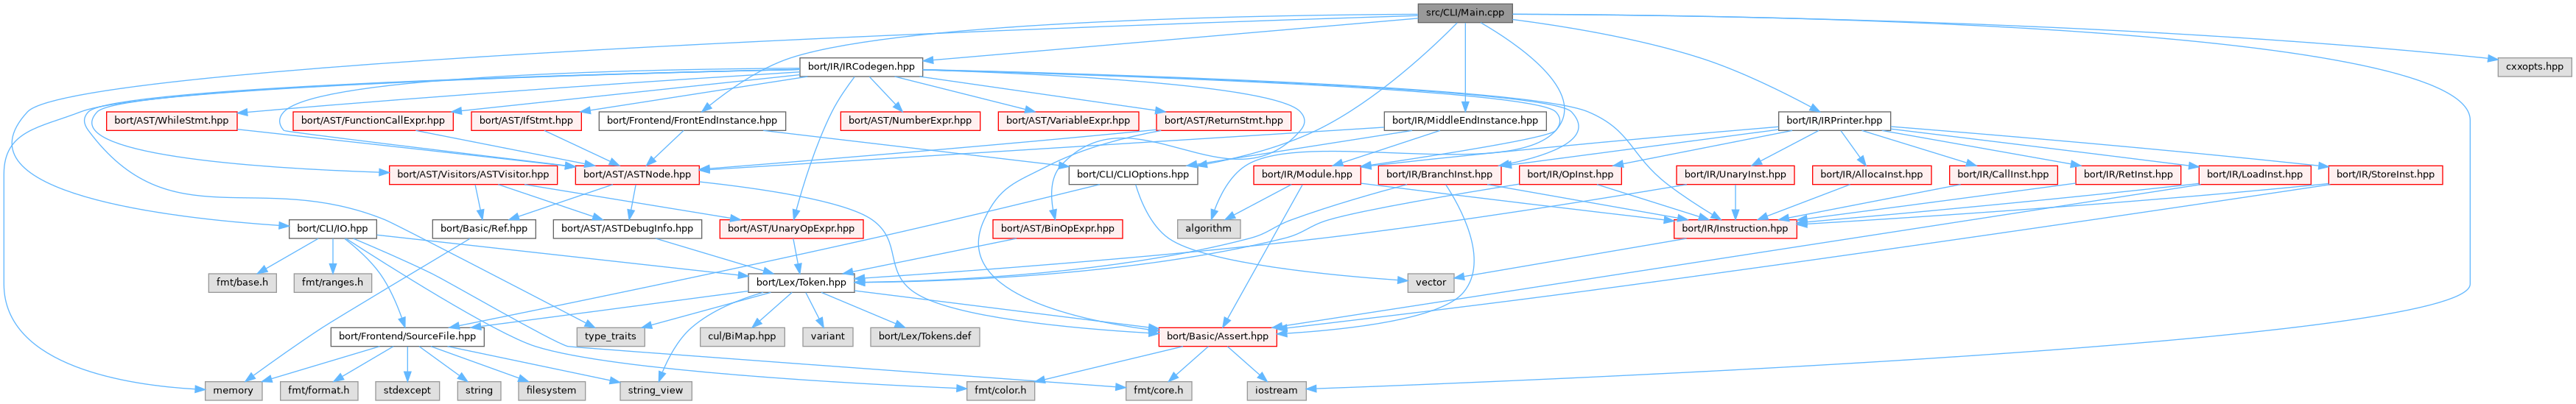 src/CLI/Main.cpp
bort/IR/IRCodegen.hpp
cxxopts.hpp
bort/AST/WhileStmt.hpp
bort/AST/FunctionCallExpr.hpp
bort/AST/IfStmt.hpp
bort/Frontend/FrontEndInstance.hpp
bort/AST/NumberExpr.hpp
bort/AST/VariableExpr.hpp
bort/AST/ReturnStmt.hpp
bort/IR/MiddleEndInstance.hpp
bort/IR/IRPrinter.hpp
bort/AST/Visitors/ASTVisitor.hpp
bort/AST/ASTNode.hpp
bort/CLI/CLIOptions.hpp
bort/IR/Module.hpp
bort/IR/BranchInst.hpp
bort/IR/OpInst.hpp
bort/IR/UnaryInst.hpp
bort/IR/AllocaInst.hpp
bort/IR/CallInst.hpp
bort/IR/RetInst.hpp
bort/IR/LoadInst.hpp
bort/IR/StoreInst.hpp
bort/CLI/IO.hpp
bort/Basic/Ref.hpp
bort/AST/ASTDebugInfo.hpp
bort/AST/UnaryOpExpr.hpp
bort/AST/BinOpExpr.hpp
algorithm
bort/IR/Instruction.hpp
fmt/base.h
fmt/ranges.h
bort/Lex/Token.hpp
vector
bort/Frontend/SourceFile.hpp
type_traits
cul/BiMap.hpp
variant
bort/Lex/Tokens.def
bort/Basic/Assert.hpp
memory
fmt/format.h
stdexcept
string
filesystem
string_view
fmt/color.h
fmt/core.h
iostream